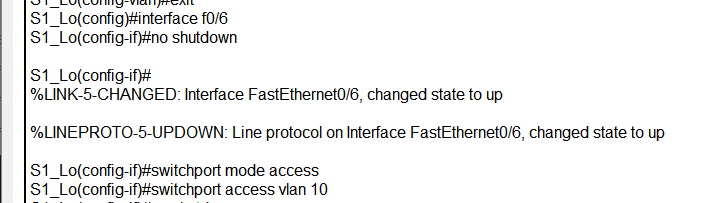 S1_Lo(config-vlan)#exit
S1_Lo(config)#interface f0/6
S1_Lo(config-if)#no shutdown
S1_Lo(config-if)#
%LINK-5-CHANGED: Interface FastEthernet0/6, changed state to up
%LINEPROTO-5-UPDOWN: Line protocol on Interface FastEthernet0/6, changed state to up
S1_Lo(config-if)#switchport mode access
S1_Lo(config-if)#switchport access vlan 10